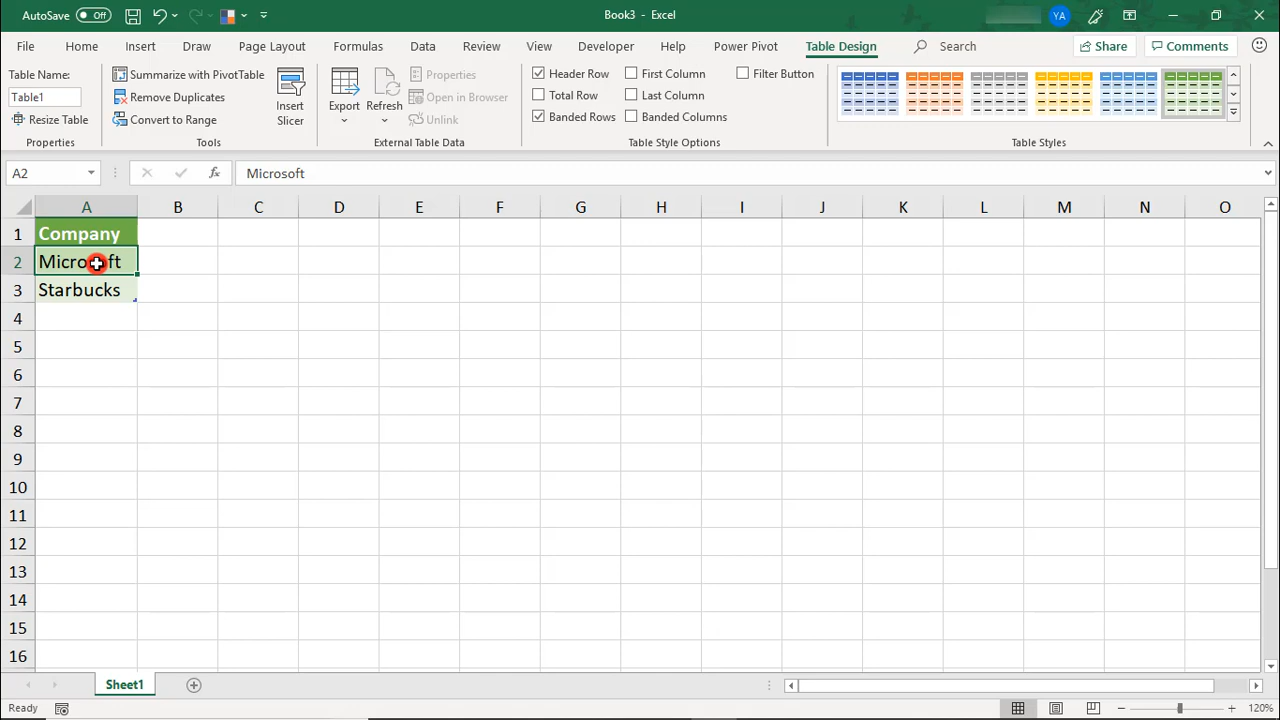 AutoSave Off Book3 - Excel YA
File Home Insert Draw Page Layout Formulas Data Review View Developer Help Power Pivot Table Design Search Share Comments
Table Name:
Table1
Resize Table
Properties
Summarize with PivotTable
Remove Duplicates
Convert to Range
Tools
Insert
Slicer
Export
Refresh
Properties
Open in Browser
Unlink
External Table Data
Header Row First Column Filter Button
Total Row Last Column
Banded Rows Banded Columns
Table Style Options
Table Styles
A2 fx Microsoft
A B C D E F G H I J K L M N O
1 Company
2 Microsoft
3 Starbucks
4
5
6
7
8
9
10
11
12
13
14
15
16
Sheet1
Ready 120%